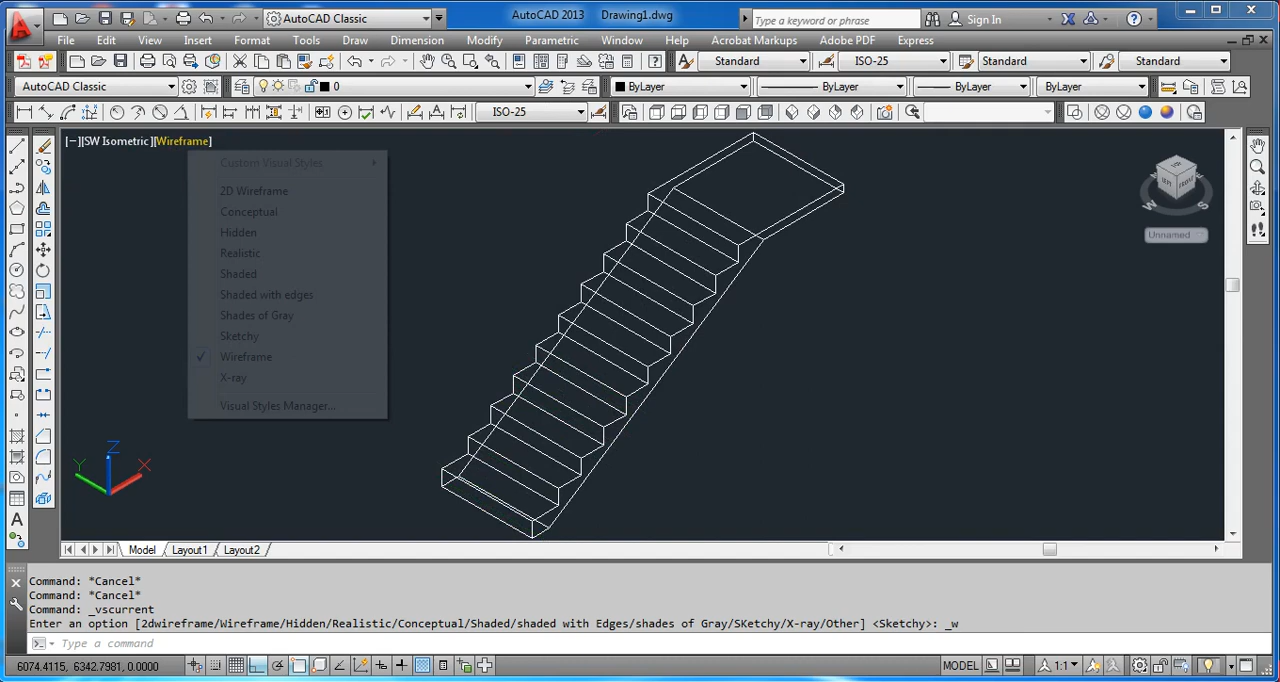 AutoCAD Classic
AutoCAD 2013 Drawing1.dwg
Type a keyword or phrase
Sign In
File Edit View Insert Format Tools Draw Dimension Modify Parametric Window Help Acrobat Markups Adobe PDF Express
Standard ISO-25 Standard Standard
AutoCAD Classic 0 ByLayer ByLayer ByLayer ByLayer
ISO-25
[−][SW Isometric][Wireframe]
Custom Visual Styles
2D Wireframe
Conceptual
Hidden
Realistic
Shaded
Shaded with edges
Shades of Gray
Sketchy
Wireframe
X-ray
Visual Styles Manager...
TOP
LEFT FRONT
W S
Unnamed
Z
Y X
Model Layout1 Layout2
Command: *Cancel*
Command: *Cancel*
Command: _vscurrent
Enter an option [2dwireframe/Wireframe/Hidden/Realistic/Conceptual/Shaded/shaded with Edges/shades of Gray/SKetchy/X-ray/Other] <Sketchy>: _w
Type a command
6074.4115, 6342.7981, 0.0000
MODEL
1:1